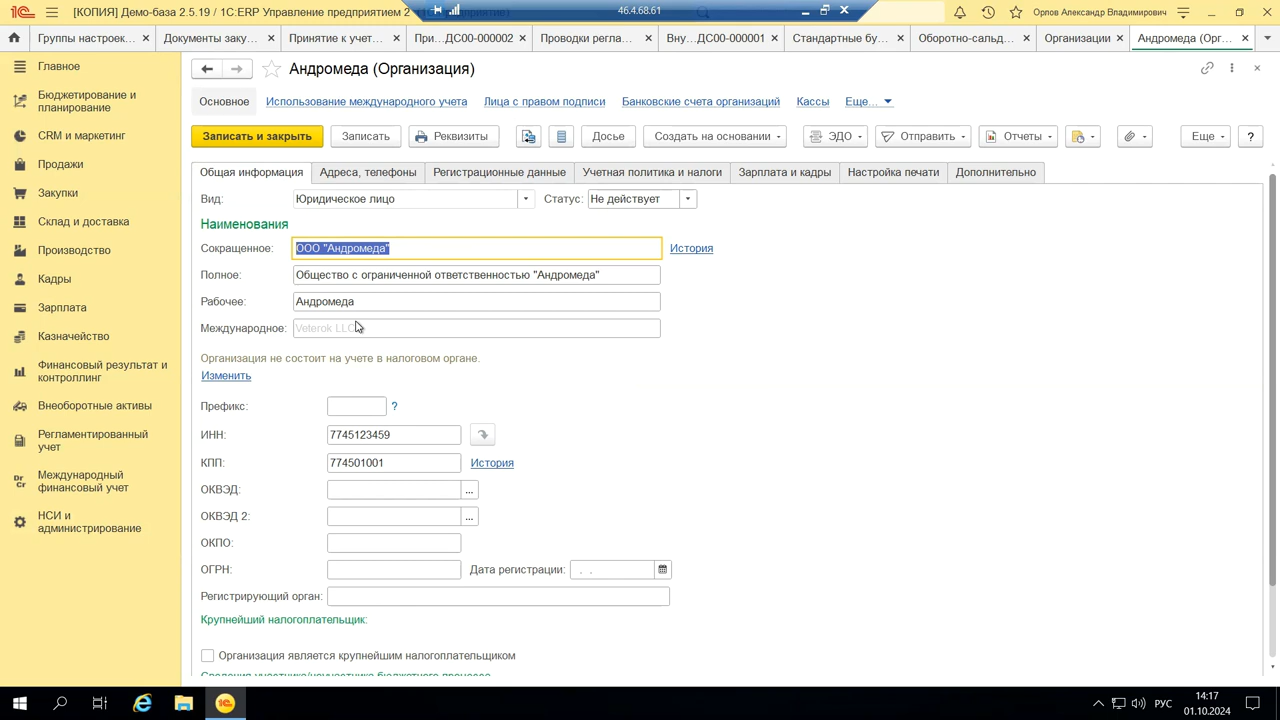 [КОПИЯ] Демо-база 2.5.19 / 1С:ERP Управление предприятием 2
46.4.68.61
Орлов Александр Владимирович
Группы настроек...
Документы заку...
Принятие к учет...
При...ДС00-000002
Проводки регла...
Вну...ДС00-000001
Стандартные бу...
Оборотно-сальд...
Организации
Андромеда (Орг...
Главное
Бюджетирование и
планирование
CRM и маркетинг
Продажи
Закупки
Склад и доставка
Производство
Кадры
Зарплата
Казначейство
Финансовый результат и
контроллинг
Внеоборотные активы
Регламентированный
учет
Международный
финансовый учет
НСИ и
администрирование
Андромеда (Организация)
Основное Использование международного учета Лица с правом подписи Банковские счета организаций Кассы Еще...
Записать и закрыть Записать Реквизиты Досье Создать на основании ЭДО Отправить Отчеты Еще ?
Общая информация Адреса, телефоны Регистрационные данные Учетная политика и налоги Зарплата и кадры Настройка печати Дополнительно
Вид: Юридическое лицо Статус: Не действует
Наименования
Сокращенное: ООО "Андромеда" История
Полное: Общество с ограниченной ответственностью "Андромеда"
Рабочее: Андромеда
Международное: Veterok LLC
Организация не состоит на учете в налоговом органе.
Изменить
Префикс: ?
ИНН: 7745123459
КПП: 774501001 История
ОКВЭД: ...
ОКВЭД 2: ...
ОКПО:
ОГРН: Дата регистрации: . .
Регистрирующий орган:
Крупнейший налогоплательщик:
Организация является крупнейшим налогоплательщиком
РУС
14:17
01.10.2024